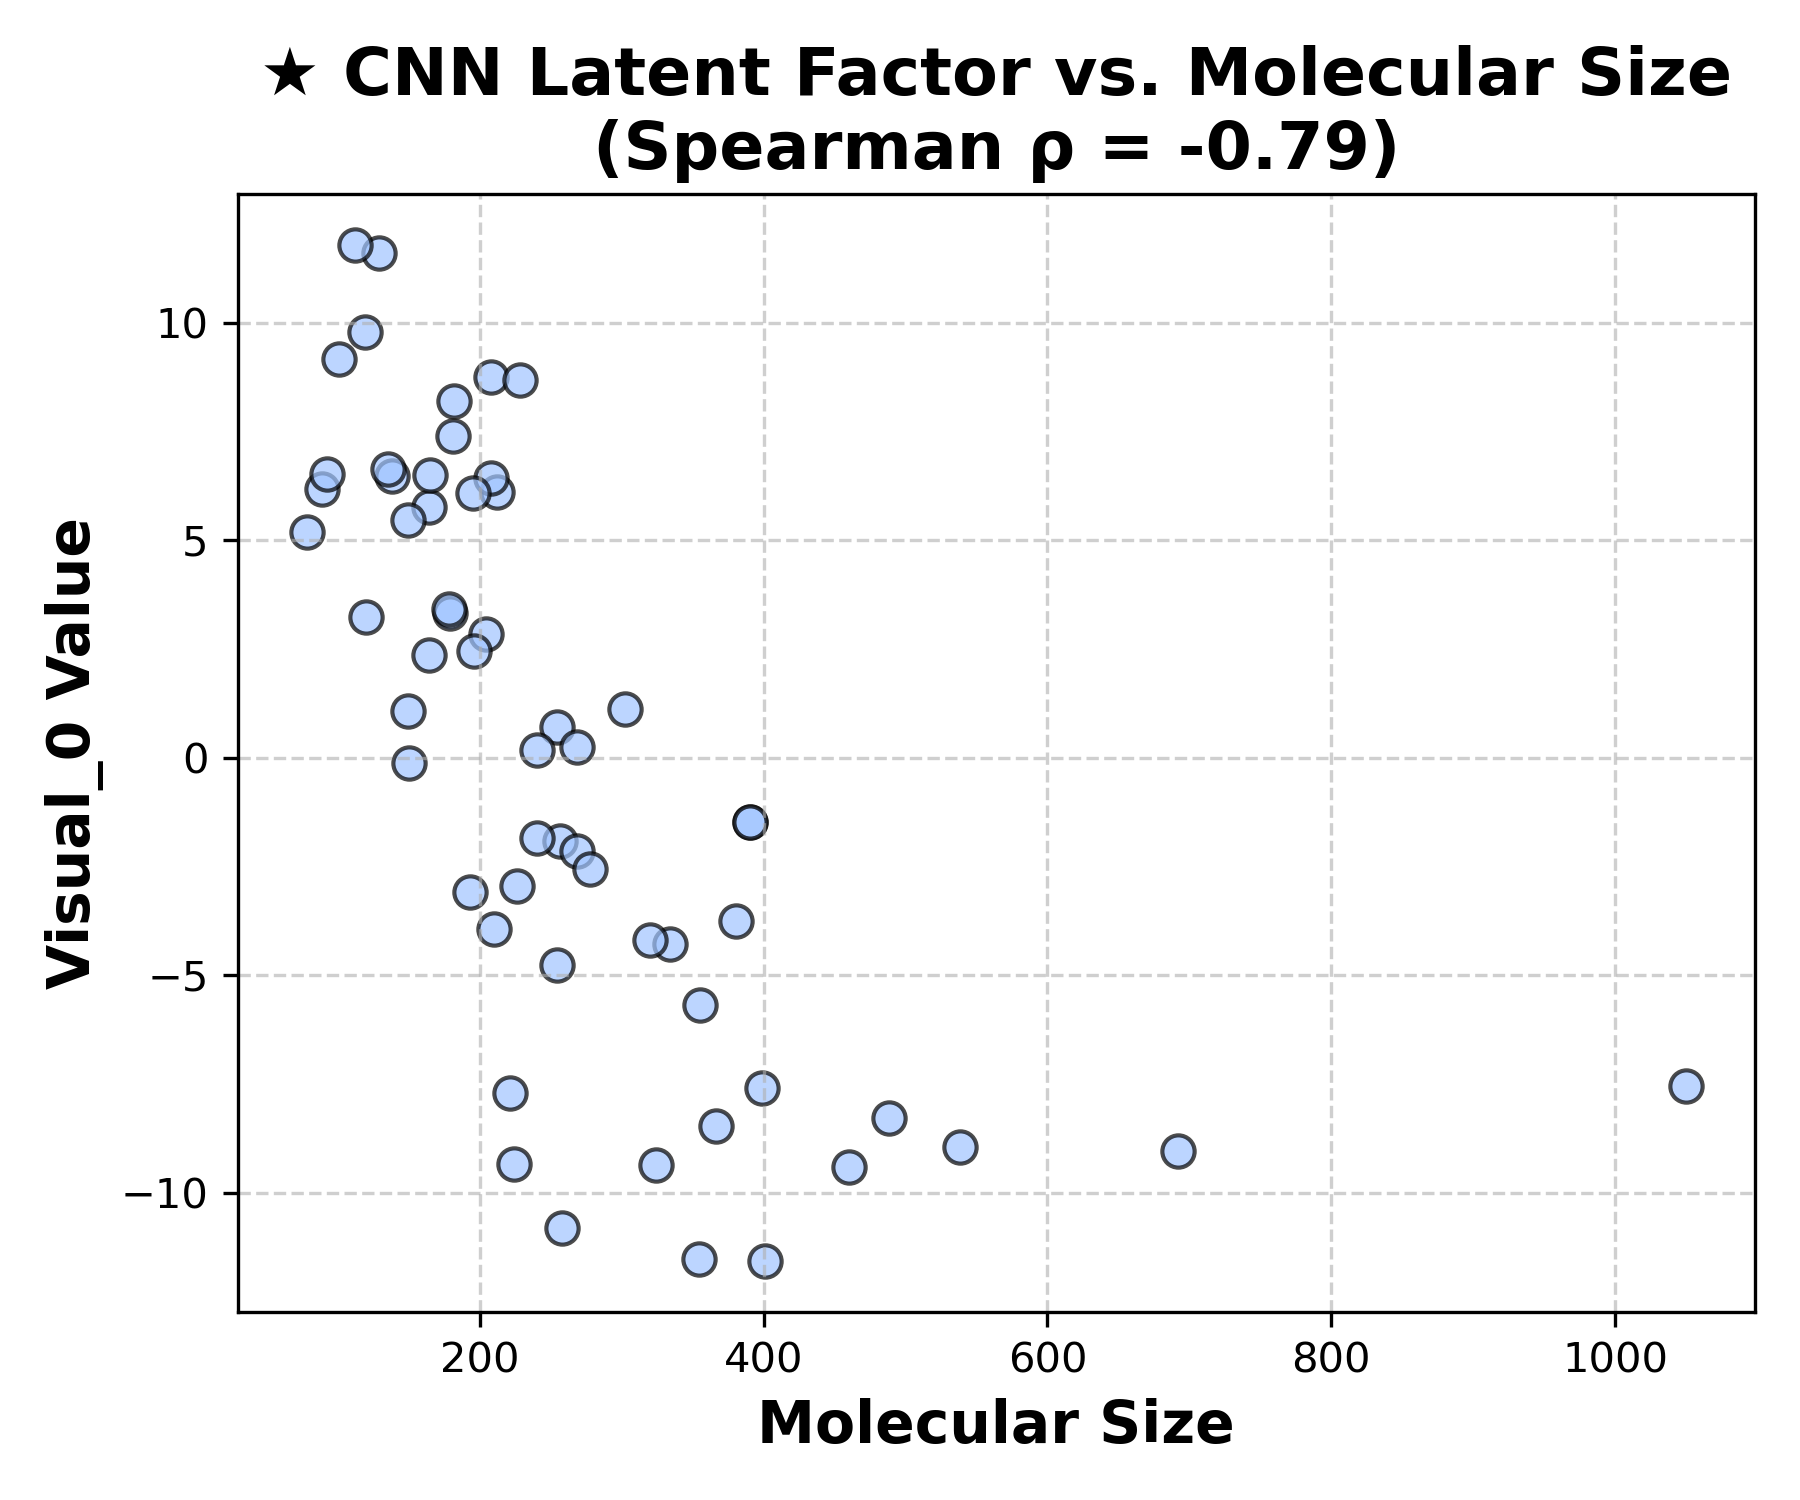 ★ CNN Latent Factor vs. Molecular Size
(Spearman ρ = -0.79)
10
5
0
−5
−10
Visual_0 Value
200 400 600 800 1000
Molecular Size